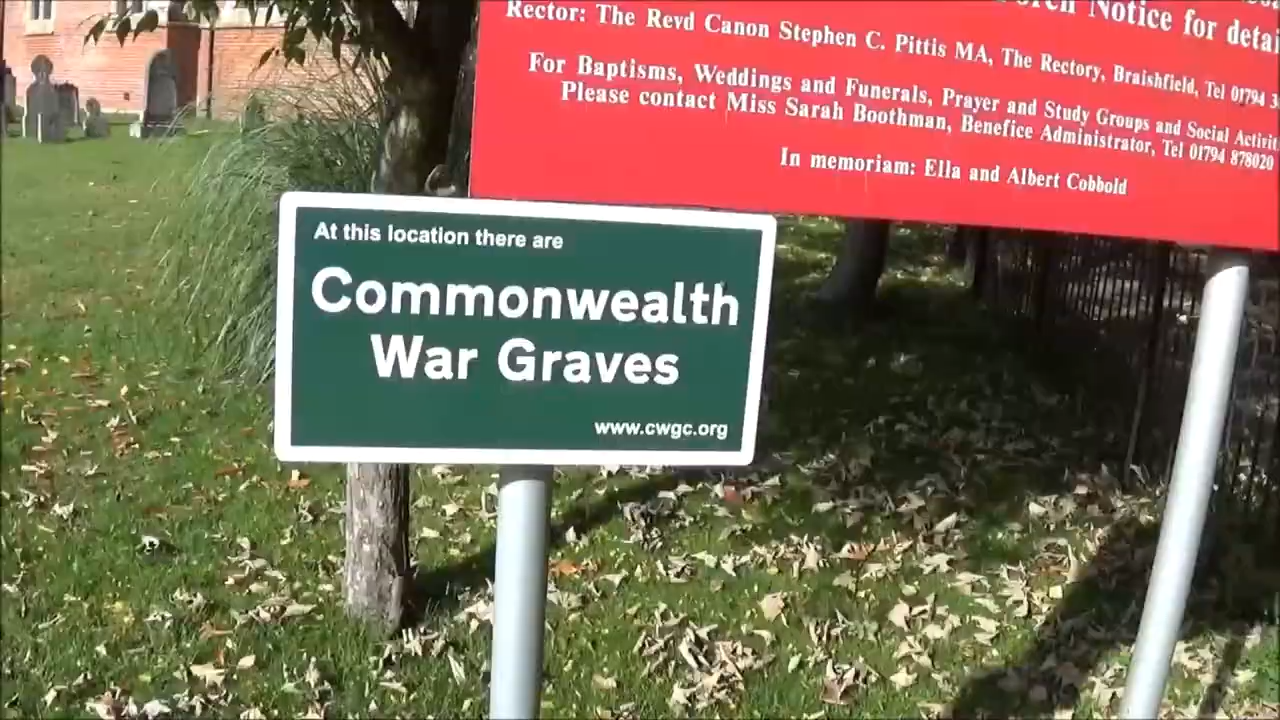 Notice for
Rector: The Revd Canon Stephen C. Pittis MA, The Rectory, Braishfield, Tel 01794
For Baptisms, Weddings and Funerals, Prayer and Study Groups and Social
Please contact Miss Sarah Boothman, Benefice Administrator, Tel 01794 878020
In memoriam: Ella and Albert Cobbold
At this location there are
Commonwealth
War Graves
www.cwgc.org